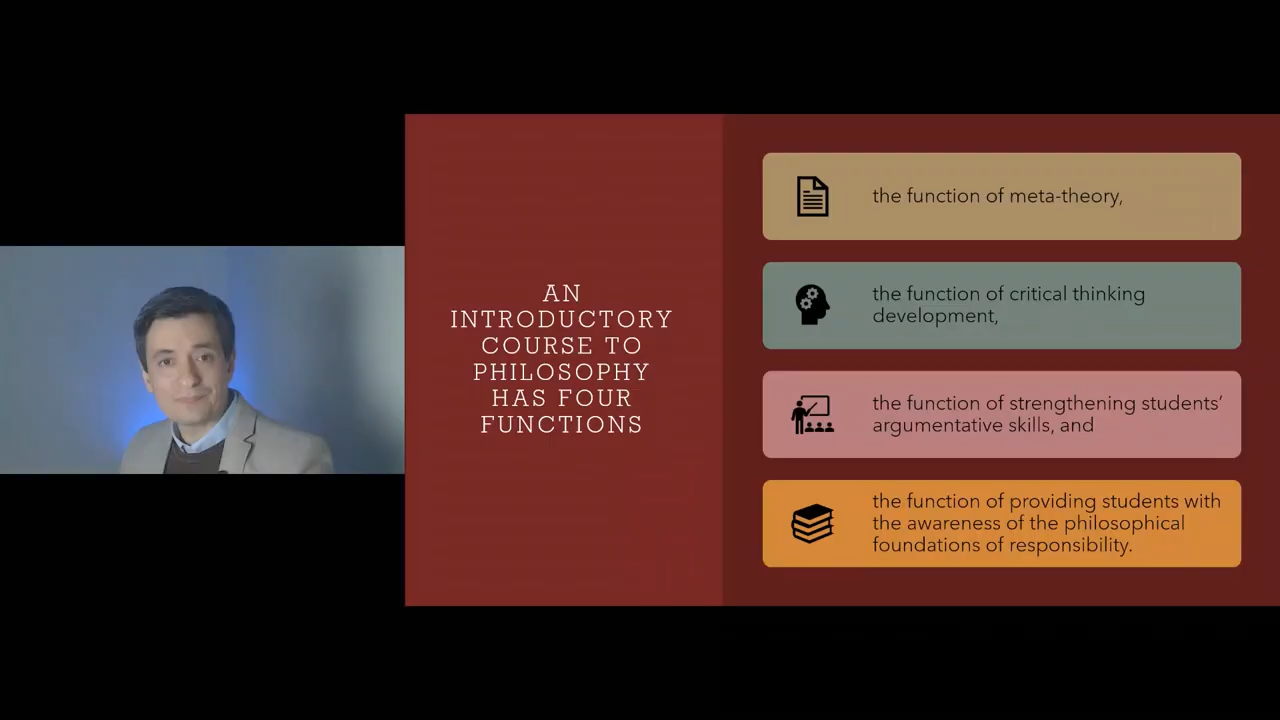 AN
INTRODUCTORY
COURSE TO
PHILOSOPHY
HAS FOUR
FUNCTIONS
the function of meta-theory,
the function of critical thinking
development,
the function of strengthening students’
argumentative skills, and
the function of providing students with
the awareness of the philosophical
foundations of responsibility.